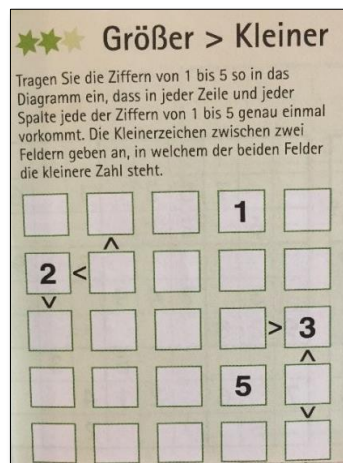 Größer > Kleiner
Tragen Sie die Ziffern von 1 bis 5 so in das
Diagramm ein, dass in jeder Zeile und jeder
Spalte jede der Ziffern von 1 bis 5 genau einmal
vorkommt. Die Kleinerzeichen zwischen zwei
Feldern geben an, in welchem der beiden Felder
die kleinere Zahl steht.
1
^
2 <
v
> 3
^
5
v